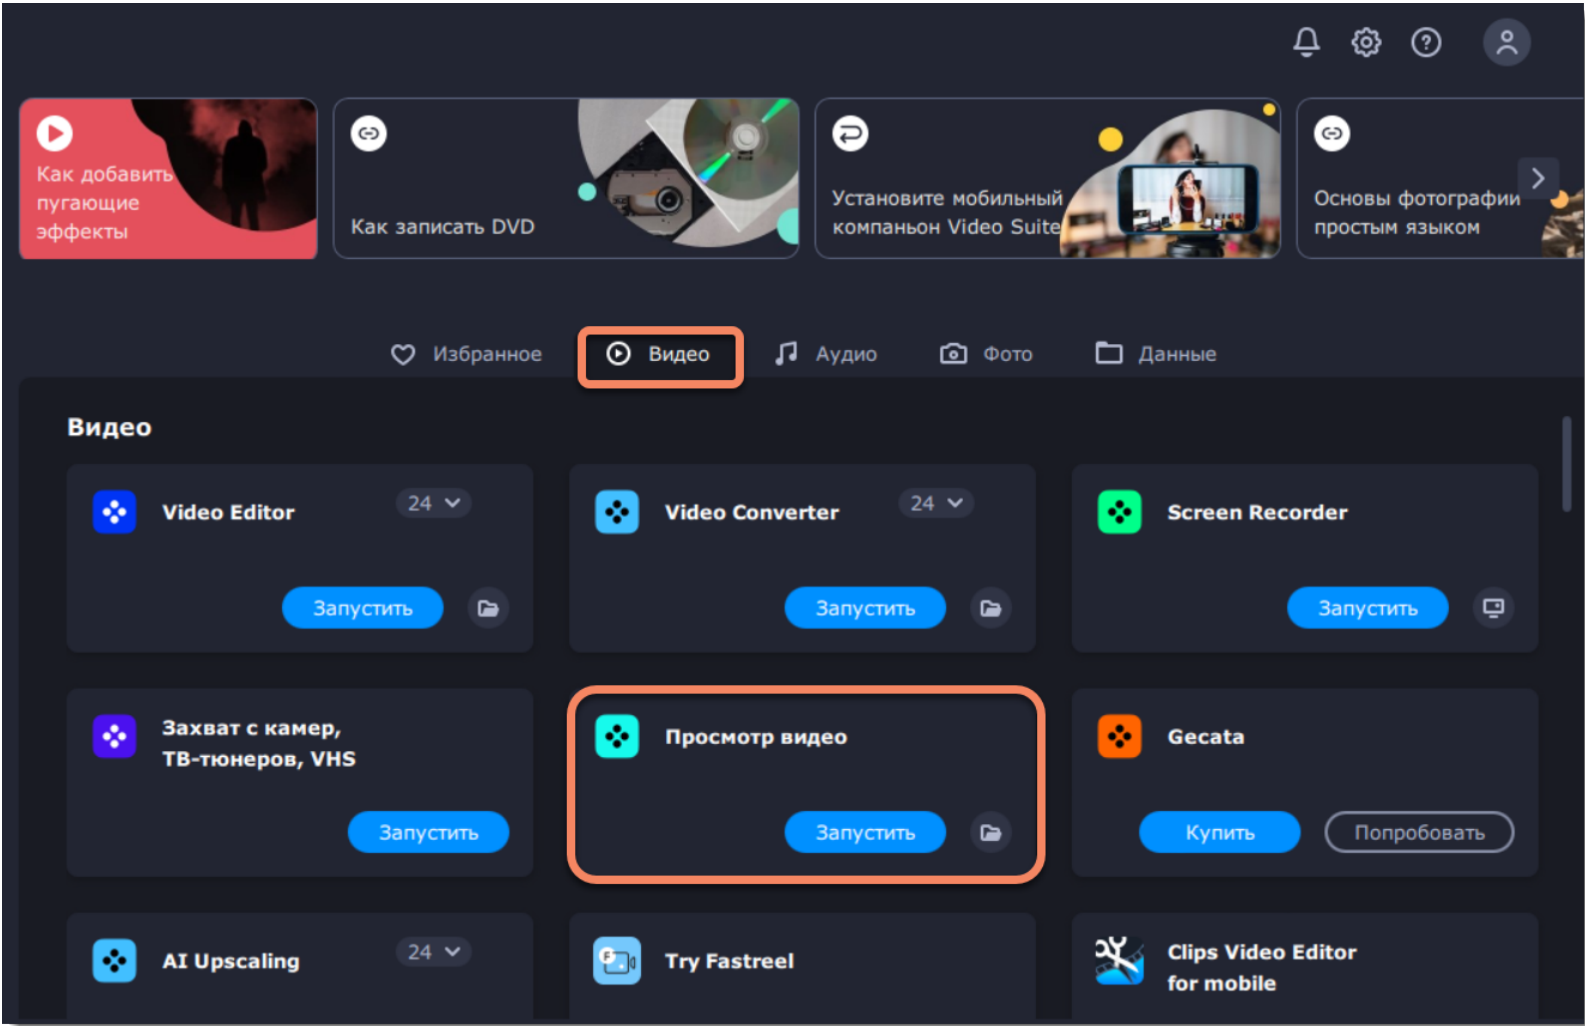 Как добавить
пугающие
эффекты
Как записать DVD
Установите мобильный
компаньон Video Suite
Основы фотографии
простым языком
Избранное
Видео
Аудио
Фото
Данные
Видео
Video Editor
24
Запустить
Video Converter
24
Запустить
Screen Recorder
Запустить
Захват с камер,
ТВ-тюнеров, VHS
Запустить
Просмотр видео
Запустить
Gecata
Купить
Попробовать
AI Upscaling
24
F
Try Fastreel
Clips Video Editor
for mobile